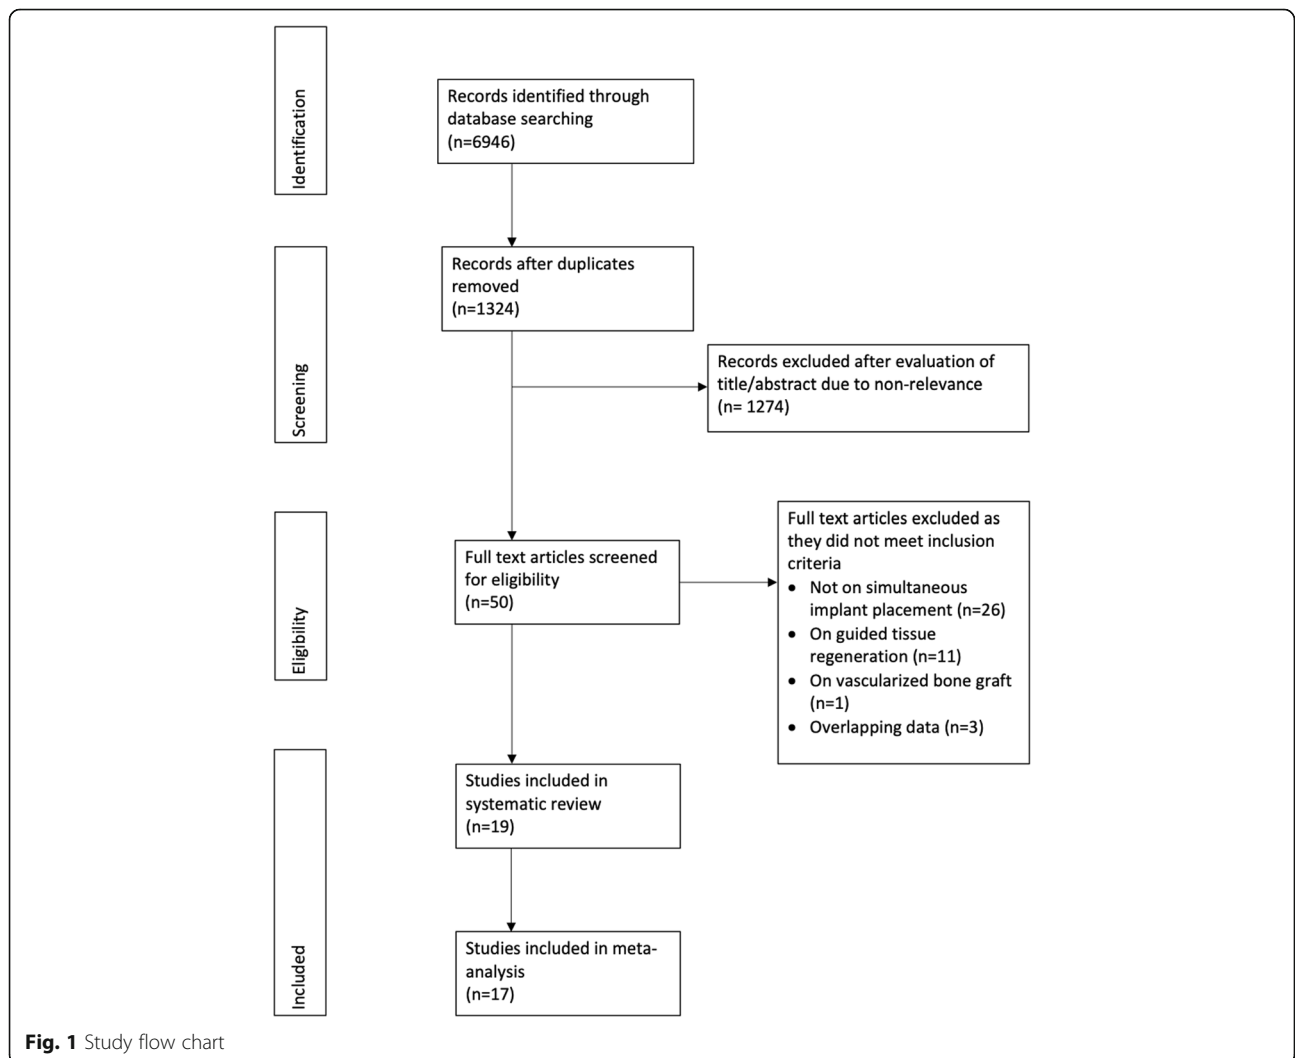 Identification
Records identified through
database searching
(n=6946)
Screening
Records after duplicates
removed
(n=1324)
Records excluded after evaluation of
title/abstract due to non-relevance
(n= 1274)
Eligibility
Full text articles screened
for eligibility
(n=50)
Full text articles excluded as
they did not meet inclusion
criteria
• Not on simultaneous
implant placement (n=26)
• On guided tissue
regeneration (n=11)
• On vascularized bone graft
(n=1)
• Overlapping data (n=3)
Included
Studies included in
systematic review
(n=19)
Studies included in meta-
analysis
(n=17)
Fig. 1 Study flow chart